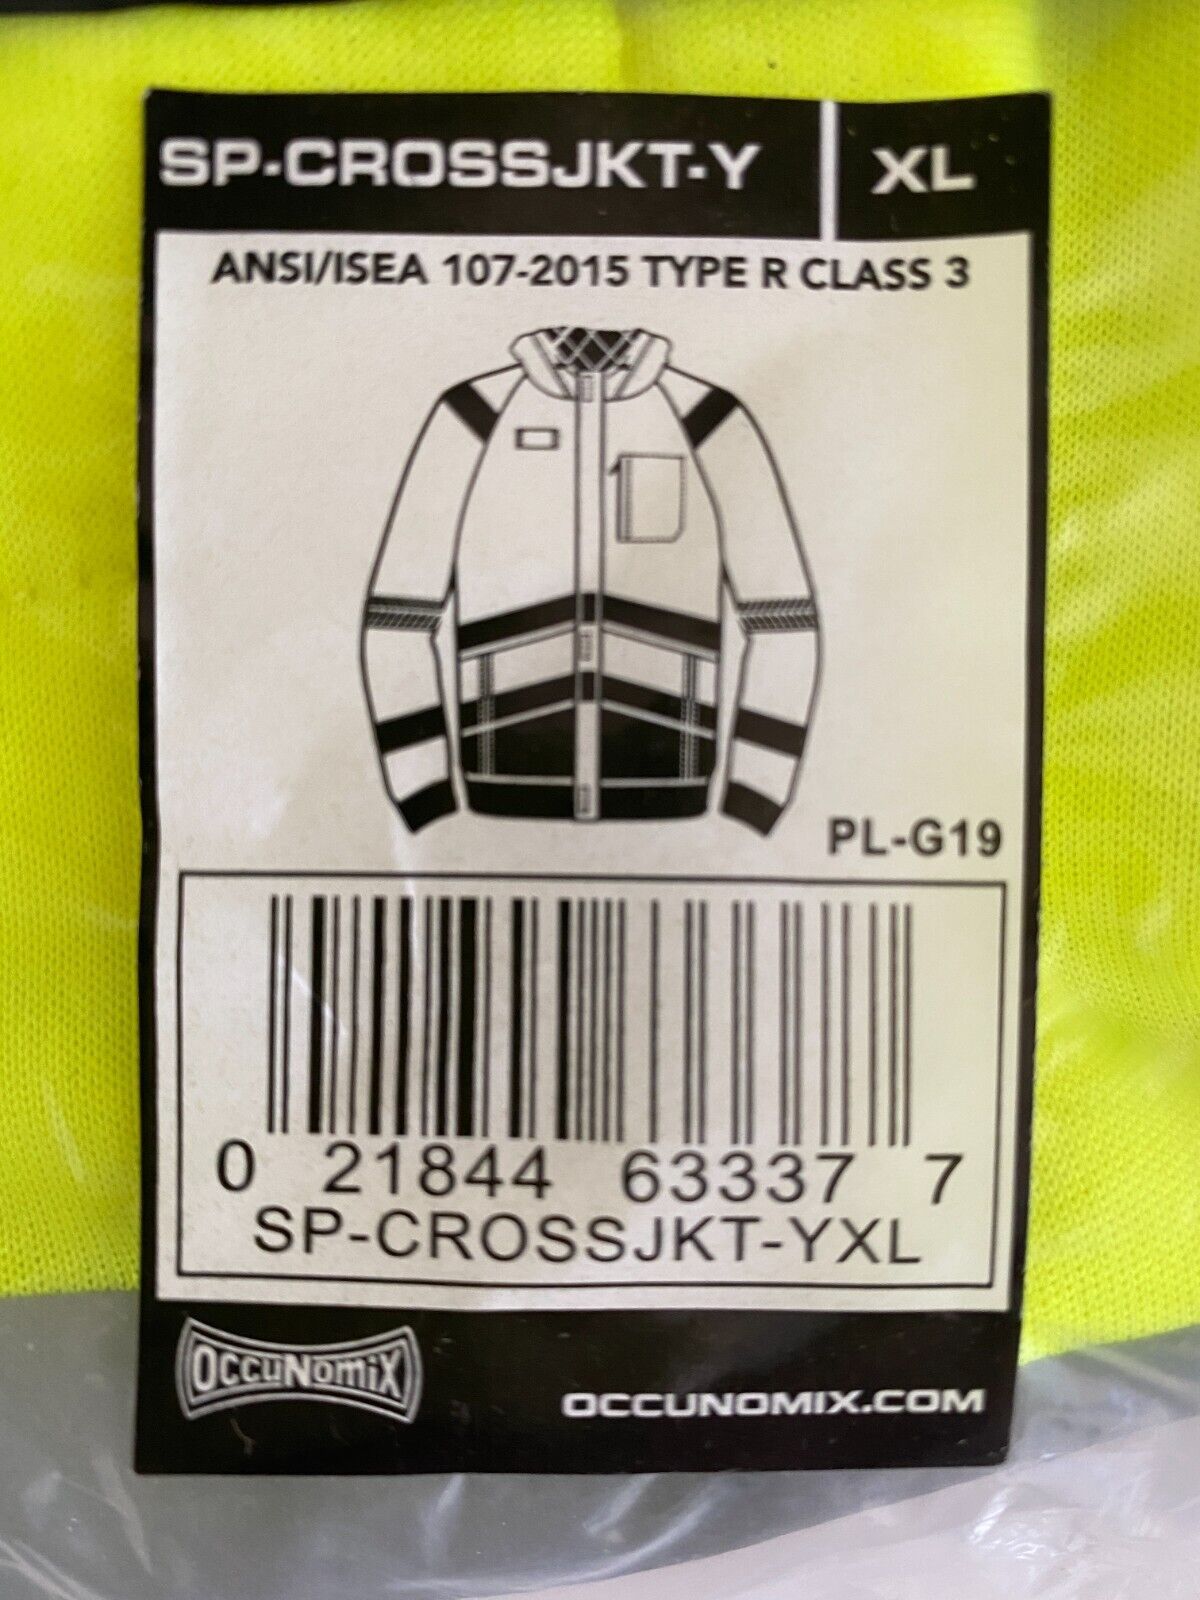 SP-CROSSJKT-Y XL
ANSI/ISEA 107-2015 TYPE R CLASS 3
PL-G19
0 21844 63337 7
SP-CROSSJKT-YXL
OCCUNOMIX
OCCUNOMIX.COM